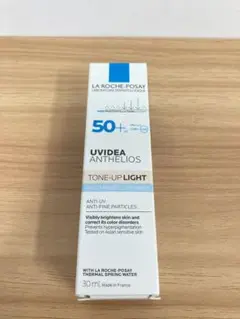 LA ROCHE-POSAY
LABORATOIRE DERMATOLOGIQUE
50+
UVIDEA
ANTHELIOS
TONE-UP LIGHT
ANTI-UV
ANTI-FINE PARTICLES
Visibly brightens skin and
correct its color disorders
Prevents hyperpigmentation
Tested on Asian sensitive skin
WITH LA ROCHE-POSAY
THERMAL SPRING WATER
30 mL Made in France